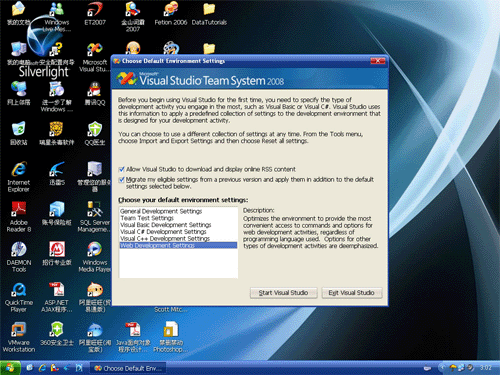 我的文档
Windows Live Mes...
ET2007
金山词霸 2007
Fetion 2006
DataTutorials
我的电脑
安全配置向导
Microsoft Visual Stu...
Silverlight
网上邻居
进一步了解 Windows ...
腾讯QQ
回收站
瑞星杀毒软件
Internet Explorer
迅雷5
Adobe Reader 8
账号保险柜
SQL Server Manageme...
DAEMON Tools
招行专业版
Windows Media Player
QuickTime Player
ASP.NET AJAX程序...
阿里旺旺(贸易通版)
Scott Mitc...
VMware Workstation
360安全卫士
阿里旺旺(淘宝版)
Java面向对象程序设计...
Photoshop...
Choose Default Environment Settings
Microsoft
Visual Studio Team System 2008
Before you begin using Visual Studio for the first time, you need to specify the type of
development activity you engage in the most, such as Visual Basic or Visual C#. Visual Studio uses
this information to apply a predefined collection of settings to the development environment that
is designed for your development activity.
You can choose to use a different collection of settings at any time. From the Tools menu,
choose Import and Export Settings and then choose Reset all settings.
Allow Visual Studio to download and display online RSS content
Migrate my eligible settings from a previous version and apply them in addition to the default
settings selected below.
Choose your default environment settings:
General Development Settings
Team Test Settings
Visual Basic Development Settings
Visual C# Development Settings
Visual C++ Development Settings
Web Development Settings
Description:
Optimizes the environment to provide the most
convenient access to commands and options for
web development activities, regardless of
programming language used. Options for other
types of development activities are deemphasized.
Start Visual Studio
Exit Visual Studio
Choose Default Envi...
3:02